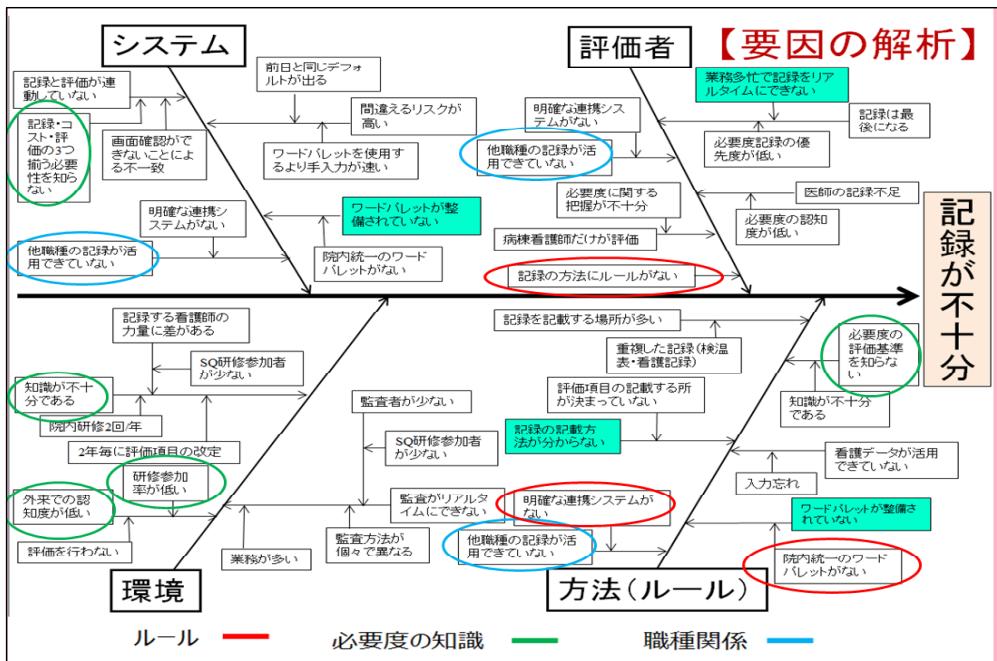 【要因の解析】
システム
記録と評価が連
動していない
記録・コ
スト・評
価の3つ
揃う必要
性を知ら
ない
画面確認がで
きないことによ
る不一致
前日と同じデフォ
ルトが出る
間違えるリスクが
高い
ワードパレットを使用す
るより手入力が速い
明確な連携シ
ステムがない
他職種の記録が活
用できていない
ワードパレットが整
備されていない
院内統一のワード
パレットがない
評価者
業務多忙で記録をリア
ルタイムにできない
明確な連携シス
テムがない
他職種の記録が活
用できていない
記録は最
後になる
必要度記録の優
先度が低い
必要度に関する
把握が不十分
医師の記録不足
必要度の認知
度が低い
病棟看護師だけが評価
記録の方法にルールがない
記録が不十分
記録する看護師の
力量に差がある
SQ研修参加者
が少ない
知識が不十
分である
院内研修2回/年
2年毎に評価項目の改定
研修参加
率が低い
外来での認
知度が低い
評価を行わない
業務が多い
監査者が少ない
SQ研修参加者
が少ない
監査がリアルタ
イムにできない
監査方法が
個々で異なる
環境
記録を記載する場所が多い
重複した記録(検温
表・看護記録)
必要度の
評価基準
を知らな
い
知識が不十分
である
評価項目の記載する所
が決まっていない
記録の記載方
法が分からない
看護データが活用
できていない
入力忘れ
明確な連携システムが
ない
他職種の記録が活
用できていない
ワードパレットが整備さ
れていない
院内統一のワード
パレットがない
方法(ルール)
ルール
必要度の知識
職種関係